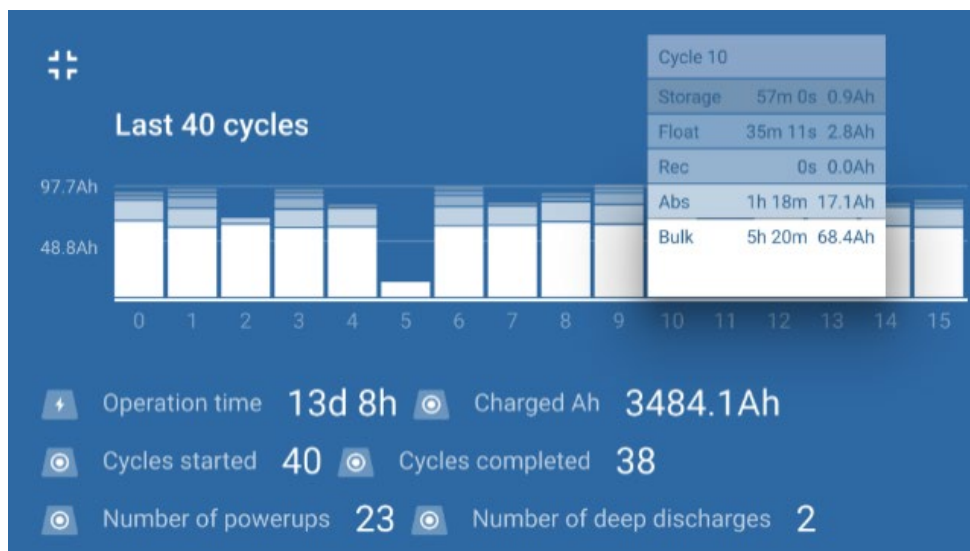 Cycle 10
Storage 57m 0s 0.9Ah
Float 35m 11s 2.8Ah
Rec 0s 0.0Ah
Abs 1h 18m 17.1Ah
Bulk 5h 20m 68.4Ah
Last 40 cycles
97.7Ah
48.8Ah
0 1 2 3 4 5 6 7 8 9 10 11 12 13 14 15
Operation time 13d 8h Charged Ah 3484.1Ah
Cycles started 40 Cycles completed 38
Number of powerups 23 Number of deep discharges 2